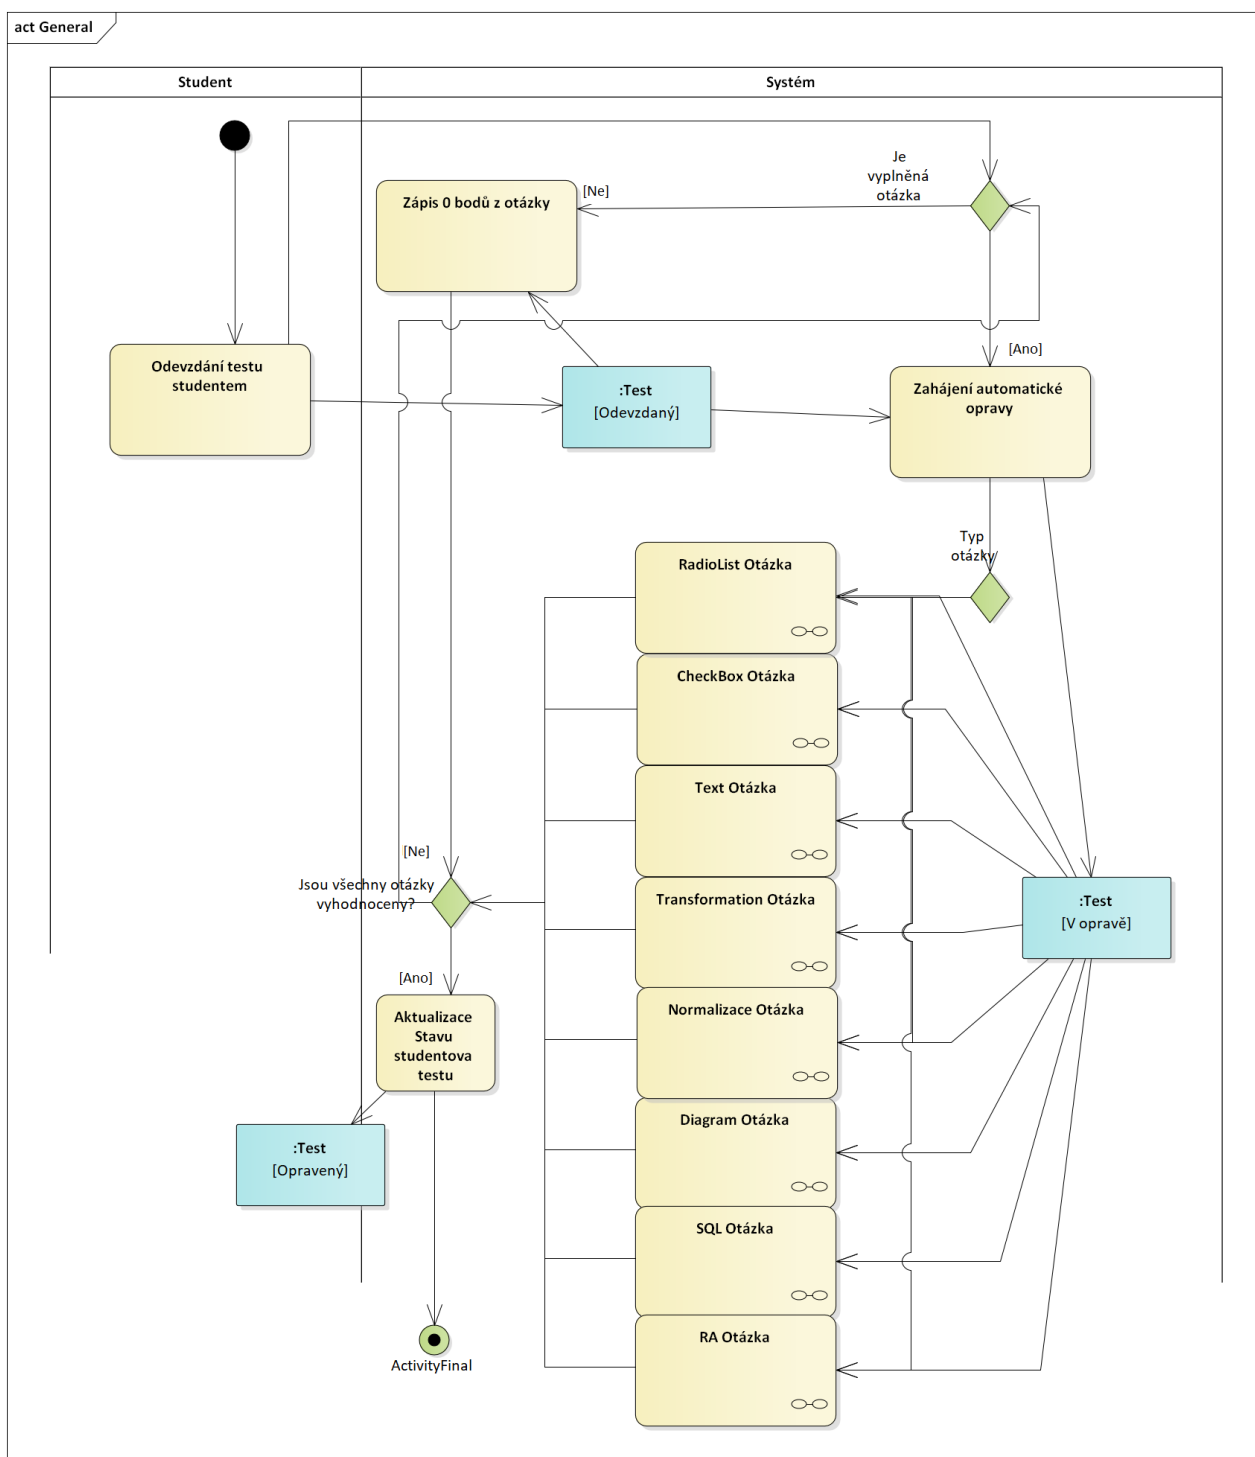 act General
Student
Systém
Je
vyplněná
otázka
[Ne]
Zápis 0 bodů z otázky
[Ano]
Odevzdání testu
studentem
:Test
[Odevzdaný]
Zahájení automatické
opravy
Typ
otázky
RadioList Otázka
CheckBox Otázka
Text Otázka
[Ne]
Jsou všechny otázky
vyhodnoceny?
Transformation Otázka
:Test
[V opravě]
[Ano]
Aktualizace
Stavu
studentova
testu
Normalizace Otázka
Diagram Otázka
:Test
[Opravený]
SQL Otázka
RA Otázka
ActivityFinal